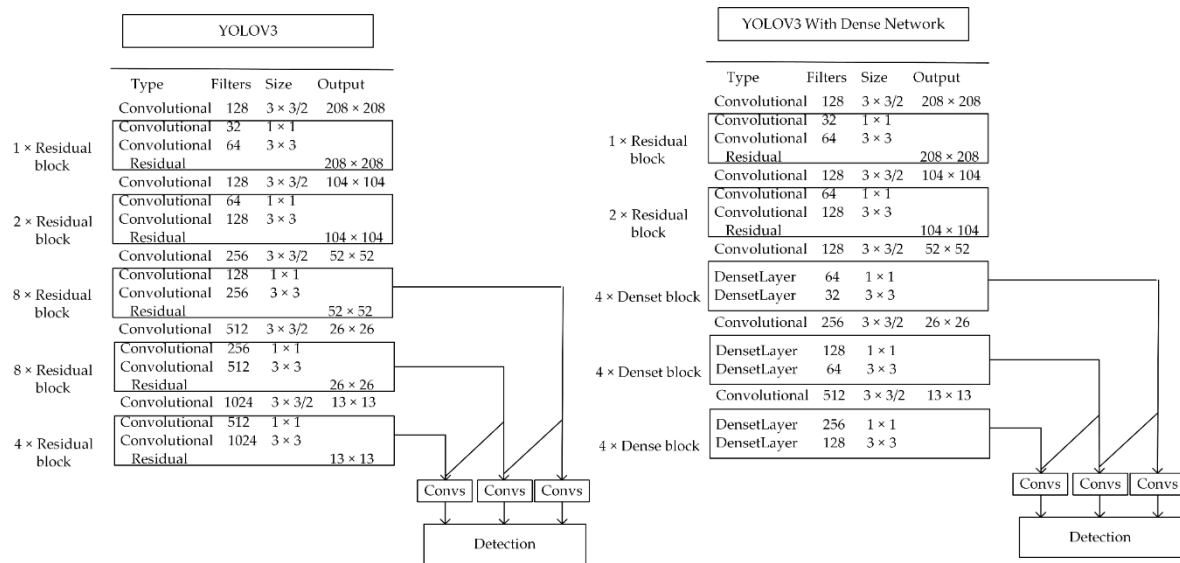 YOLOV3
Type Filters Size Output
Convolutional 128 3 × 3/2 208 × 208
1 × Residual block
Convolutional 32 1 × 1
Convolutional 64 3 × 3
Residual 208 × 208
Convolutional 128 3 × 3/2 104 × 104
2 × Residual block
Convolutional 64 1 × 1
Convolutional 128 3 × 3
Residual 104 × 104
Convolutional 256 3 × 3/2 52 × 52
8 × Residual block
Convolutional 128 1 × 1
Convolutional 256 3 × 3
Residual 52 × 52
Convolutional 512 3 × 3/2 26 × 26
8 × Residual block
Convolutional 256 1 × 1
Convolutional 512 3 × 3
Residual 26 × 26
Convolutional 1024 3 × 3/2 13 × 13
4 × Residual block
Convolutional 512 1 × 1
Convolutional 1024 3 × 3
Residual 13 × 13
Convs Convs Convs
Detection
YOLOV3 With Dense Network
Type Filters Size Output
Convolutional 128 3 × 3/2 208 × 208
1 × Residual block
Convolutional 32 1 × 1
Convolutional 64 3 × 3
Residual 208 × 208
Convolutional 128 3 × 3/2 104 × 104
2 × Residual block
Convolutional 64 1 × 1
Convolutional 128 3 × 3
Residual 104 × 104
Convolutional 128 3 × 3/2 52 × 52
4 × Denset block
DensetLayer 64 1 × 1
DensetLayer 32 3 × 3
Convolutional 256 3 × 3/2 26 × 26
4 × Denset block
DensetLayer 128 1 × 1
DensetLayer 64 3 × 3
Convolutional 512 3 × 3/2 13 × 13
4 × Dense block
DensetLayer 256 1 × 1
DensetLayer 128 3 × 3
Convs Convs Convs
Detection